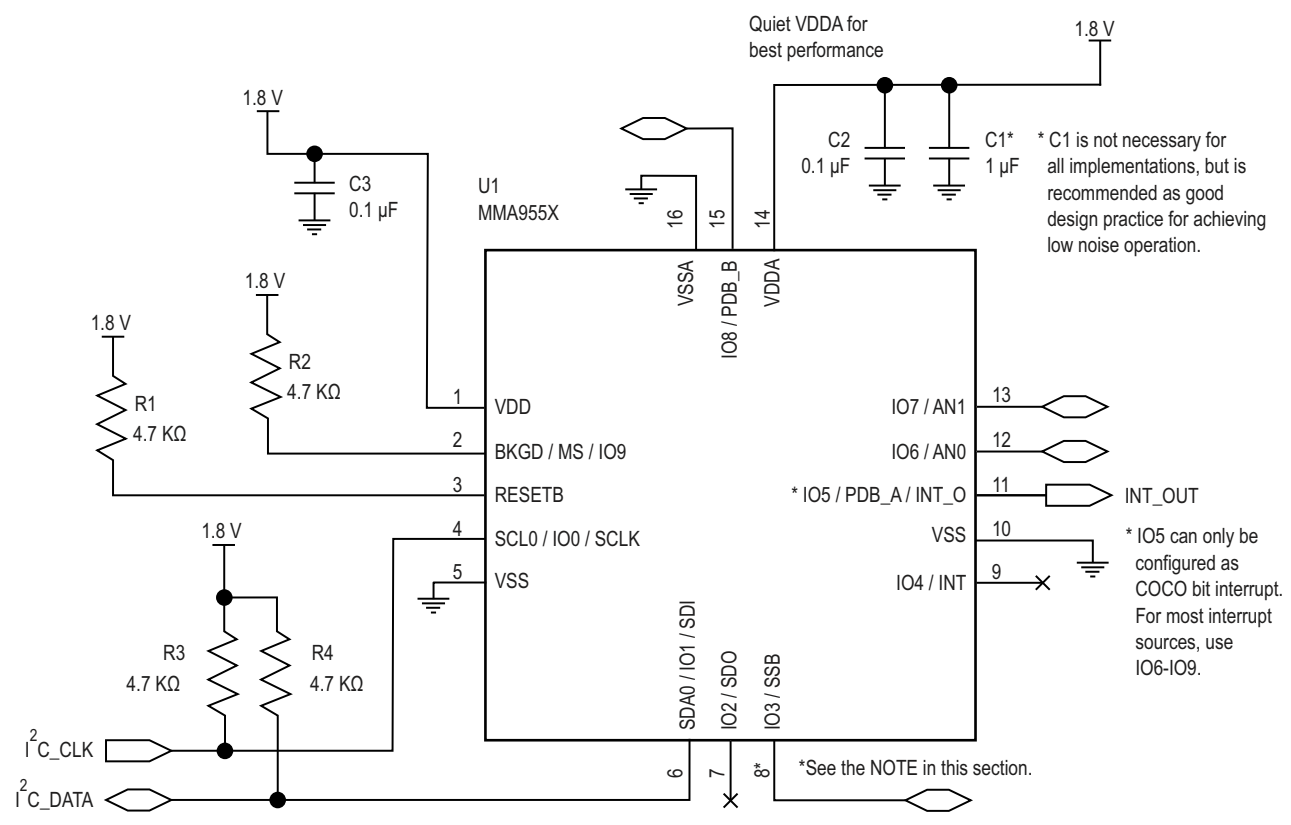 Quiet VDDA for
best performance
1.8 V
1.8 V
C3
0.1 µF
C2
0.1 µF
C1*
1 µF
* C1 is not necessary for
all implementations, but is
recommended as good
design practice for achieving
low noise operation.
U1
MMA955X
16
15
14
VSSA
IO8 / PDB_B
VDDA
1.8 V
R2
4.7 KΩ
1.8 V
R1
4.7 KΩ
1
VDD
2
BKGD / MS / IO9
3
RESETB
4
SCL0 / IO0 / SCLK
5
VSS
IO7 / AN1
13
IO6 / AN0
12
* IO5 / PDB_A / INT_O
11
INT_OUT
VSS
10
IO4 / INT
9
* IO5 can only be
configured as
COCO bit interrupt.
For most interrupt
sources, use
IO6-IO9.
1.8 V
R3
4.7 KΩ
R4
4.7 KΩ
SDA0 / IO1 / SDI
IO2 / SDO
IO3 / SSB
6
7
8*
*See the NOTE in this section.
I2C_CLK
I2C_DATA